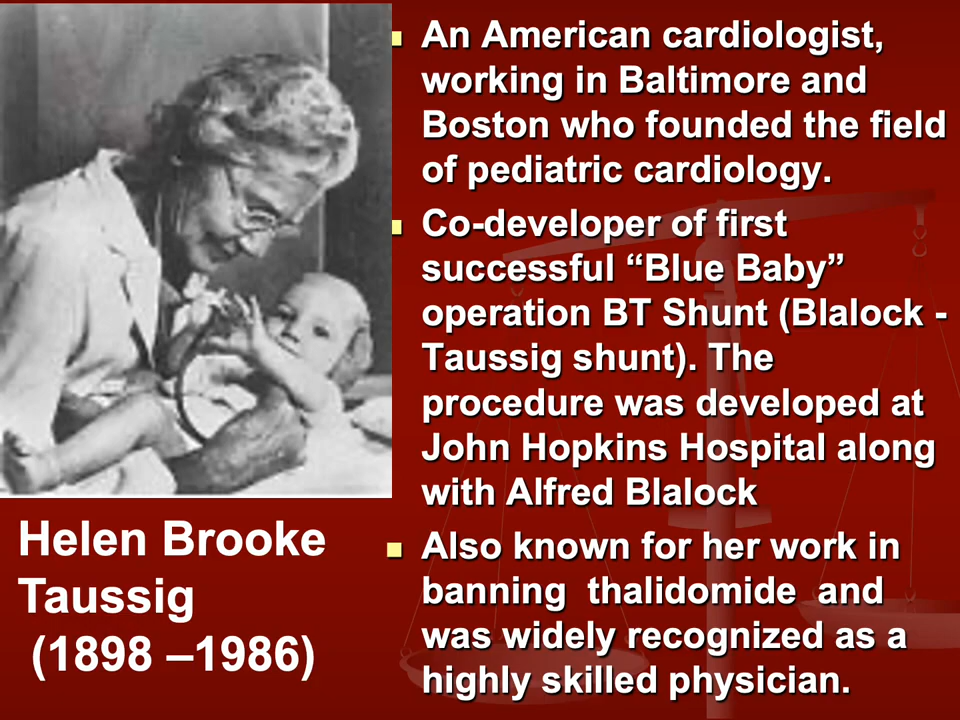 An American cardiologist,
working in Baltimore and
Boston who founded the field
of pediatric cardiology.
Co-developer of first
successful “Blue Baby”
operation BT Shunt (Blalock -
Taussig shunt). The
procedure was developed at
John Hopkins Hospital along
with Alfred Blalock
Also known for her work in
banning  thalidomide  and
was widely recognized as a
highly skilled physician.
Helen Brooke
Taussig
(1898 –1986)